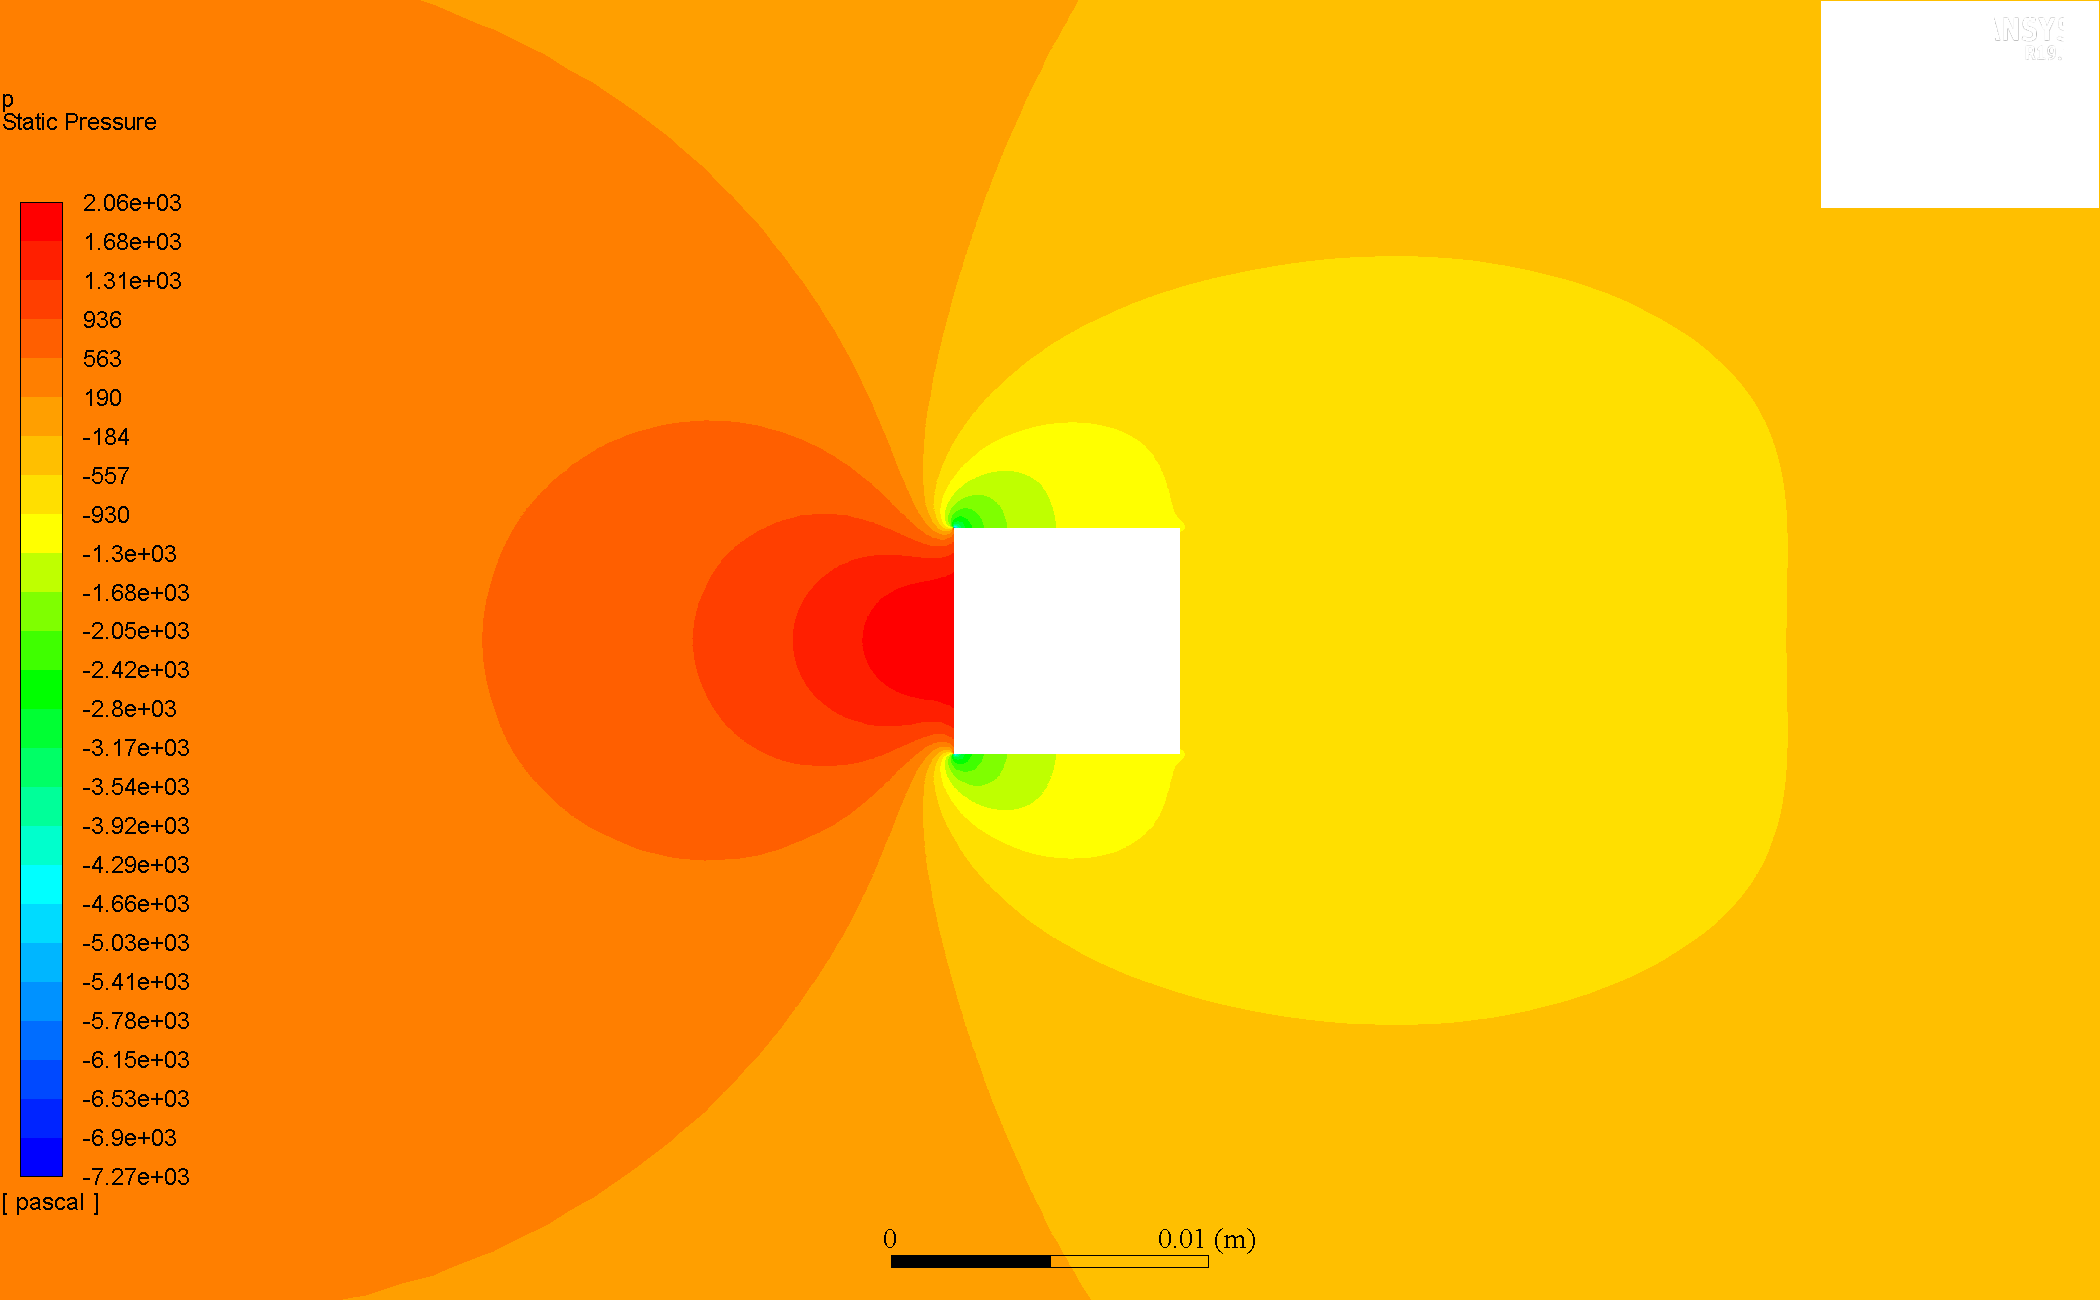 p
Static Pressure
2.06e+03
1.68e+03
1.31e+03
936
563
190
-184
-557
-930
-1.3e+03
-1.68e+03
-2.05e+03
-2.42e+03
-2.8e+03
-3.17e+03
-3.54e+03
-3.92e+03
-4.29e+03
-4.66e+03
-5.03e+03
-5.41e+03
-5.78e+03
-6.15e+03
-6.53e+03
-6.9e+03
-7.27e+03
[ pascal ]
0 0.01 (m)